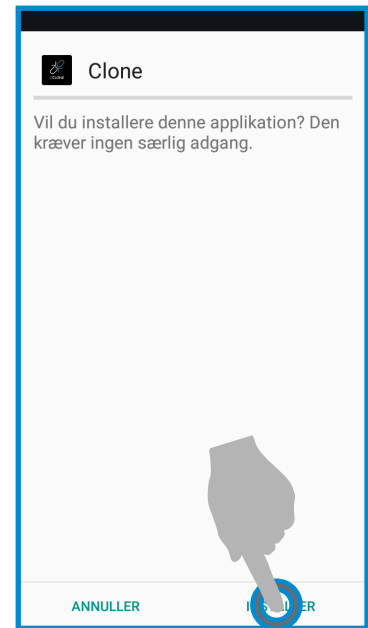 Clone
Vil du installere denne applikation? Den
kræver ingen særlig adgang.
ANNULLER